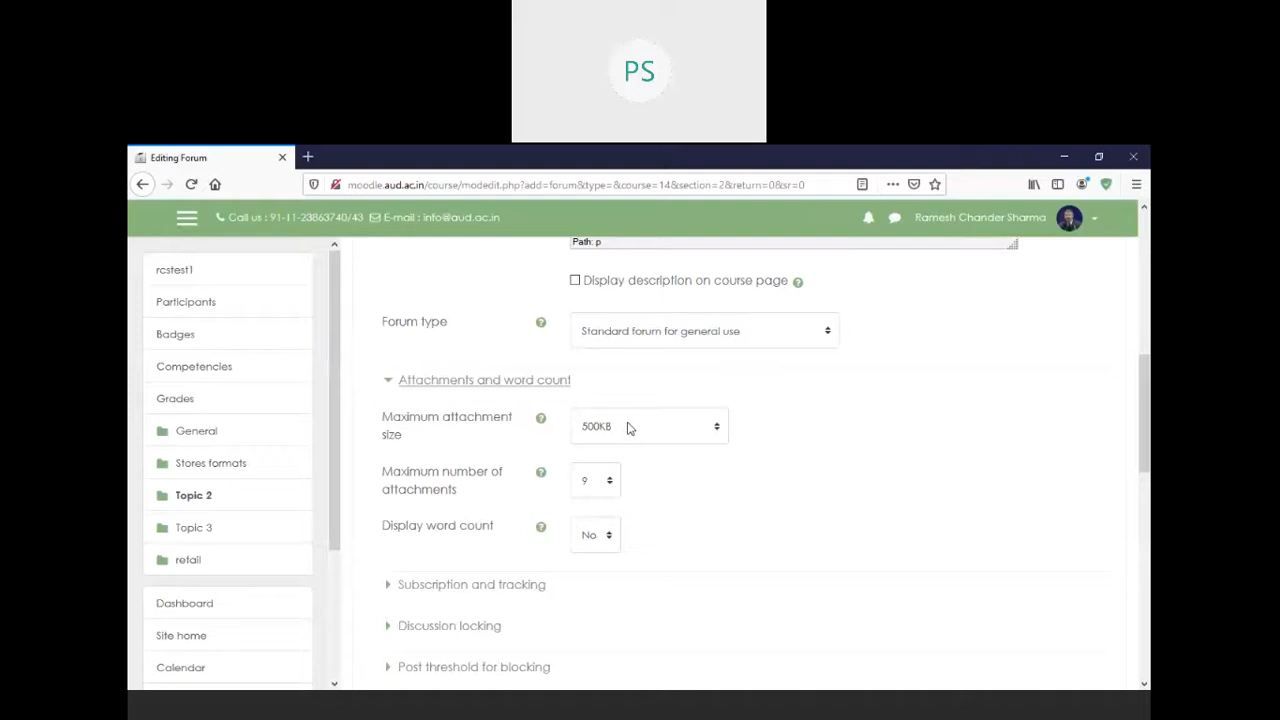 PS
Editing Forum
moodle.aud.ac.in/course/modedit.php?add=forum&type=&course=14&section=2&return=0&sr=0
Call us : 91-11-23863740/43 E-mail : info@aud.ac.in
Ramesh Chander Sharma
rcstest1
Participants
Badges
Competencies
Grades
General
Stores formats
Topic 2
Topic 3
retail
Dashboard
Site home
Calendar
Path: p
Display description on course page
Forum type
Standard forum for general use
Attachments and word count
Maximum attachment
size
500KB
Maximum number of
attachments
9
Display word count
No
Subscription and tracking
Discussion locking
Post threshold for blocking